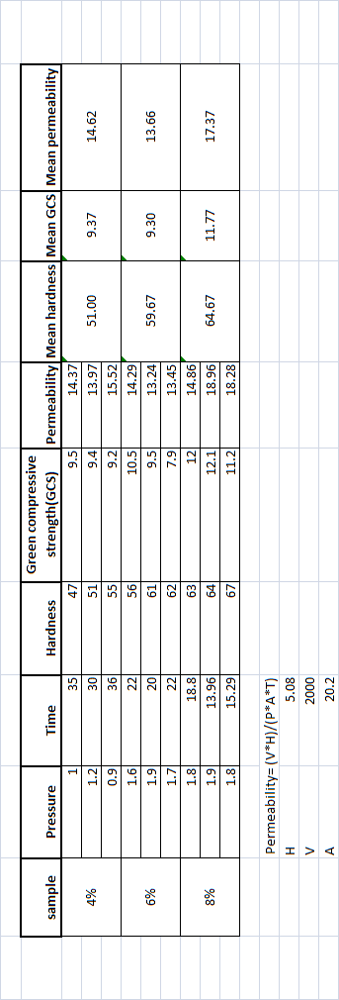 sample Pressure Time Hardness Green compressive strength(GCS) Permeability Mean hardness Mean GCS Mean permeability
4% 1 35 47 9.5 14.37 51.00 9.37 14.62
1.2 30 51 9.4 13.97
0.9 36 55 9.2 15.52
6% 1.6 22 56 10.5 14.29 59.67 9.30 13.66
1.9 20 61 9.5 13.24
1.7 22 62 7.9 13.45
8% 1.8 18.8 63 12 14.86 64.67 11.77 17.37
1.9 13.96 64 12.1 18.96
1.8 15.29 67 11.2 18.28
Permeability= (V*H)/(P*A*T)
H 5.08
V 2000
A 20.2